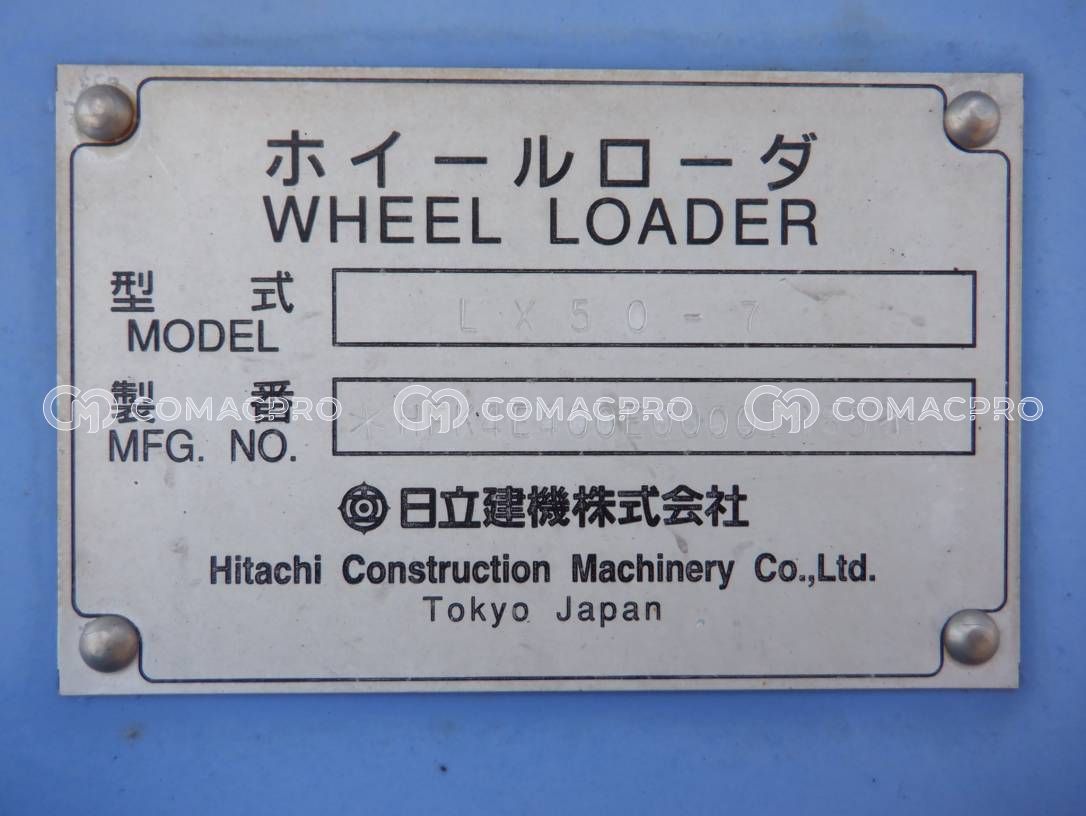 ホイールローダ
WHEEL LOADER
型式
MODEL
LX50-7
製番
MFG. NO.
COMACPRO COMACPRO COMACPRO
日立建機株式会社
Hitachi Construction Machinery Co.,Ltd.
Tokyo Japan